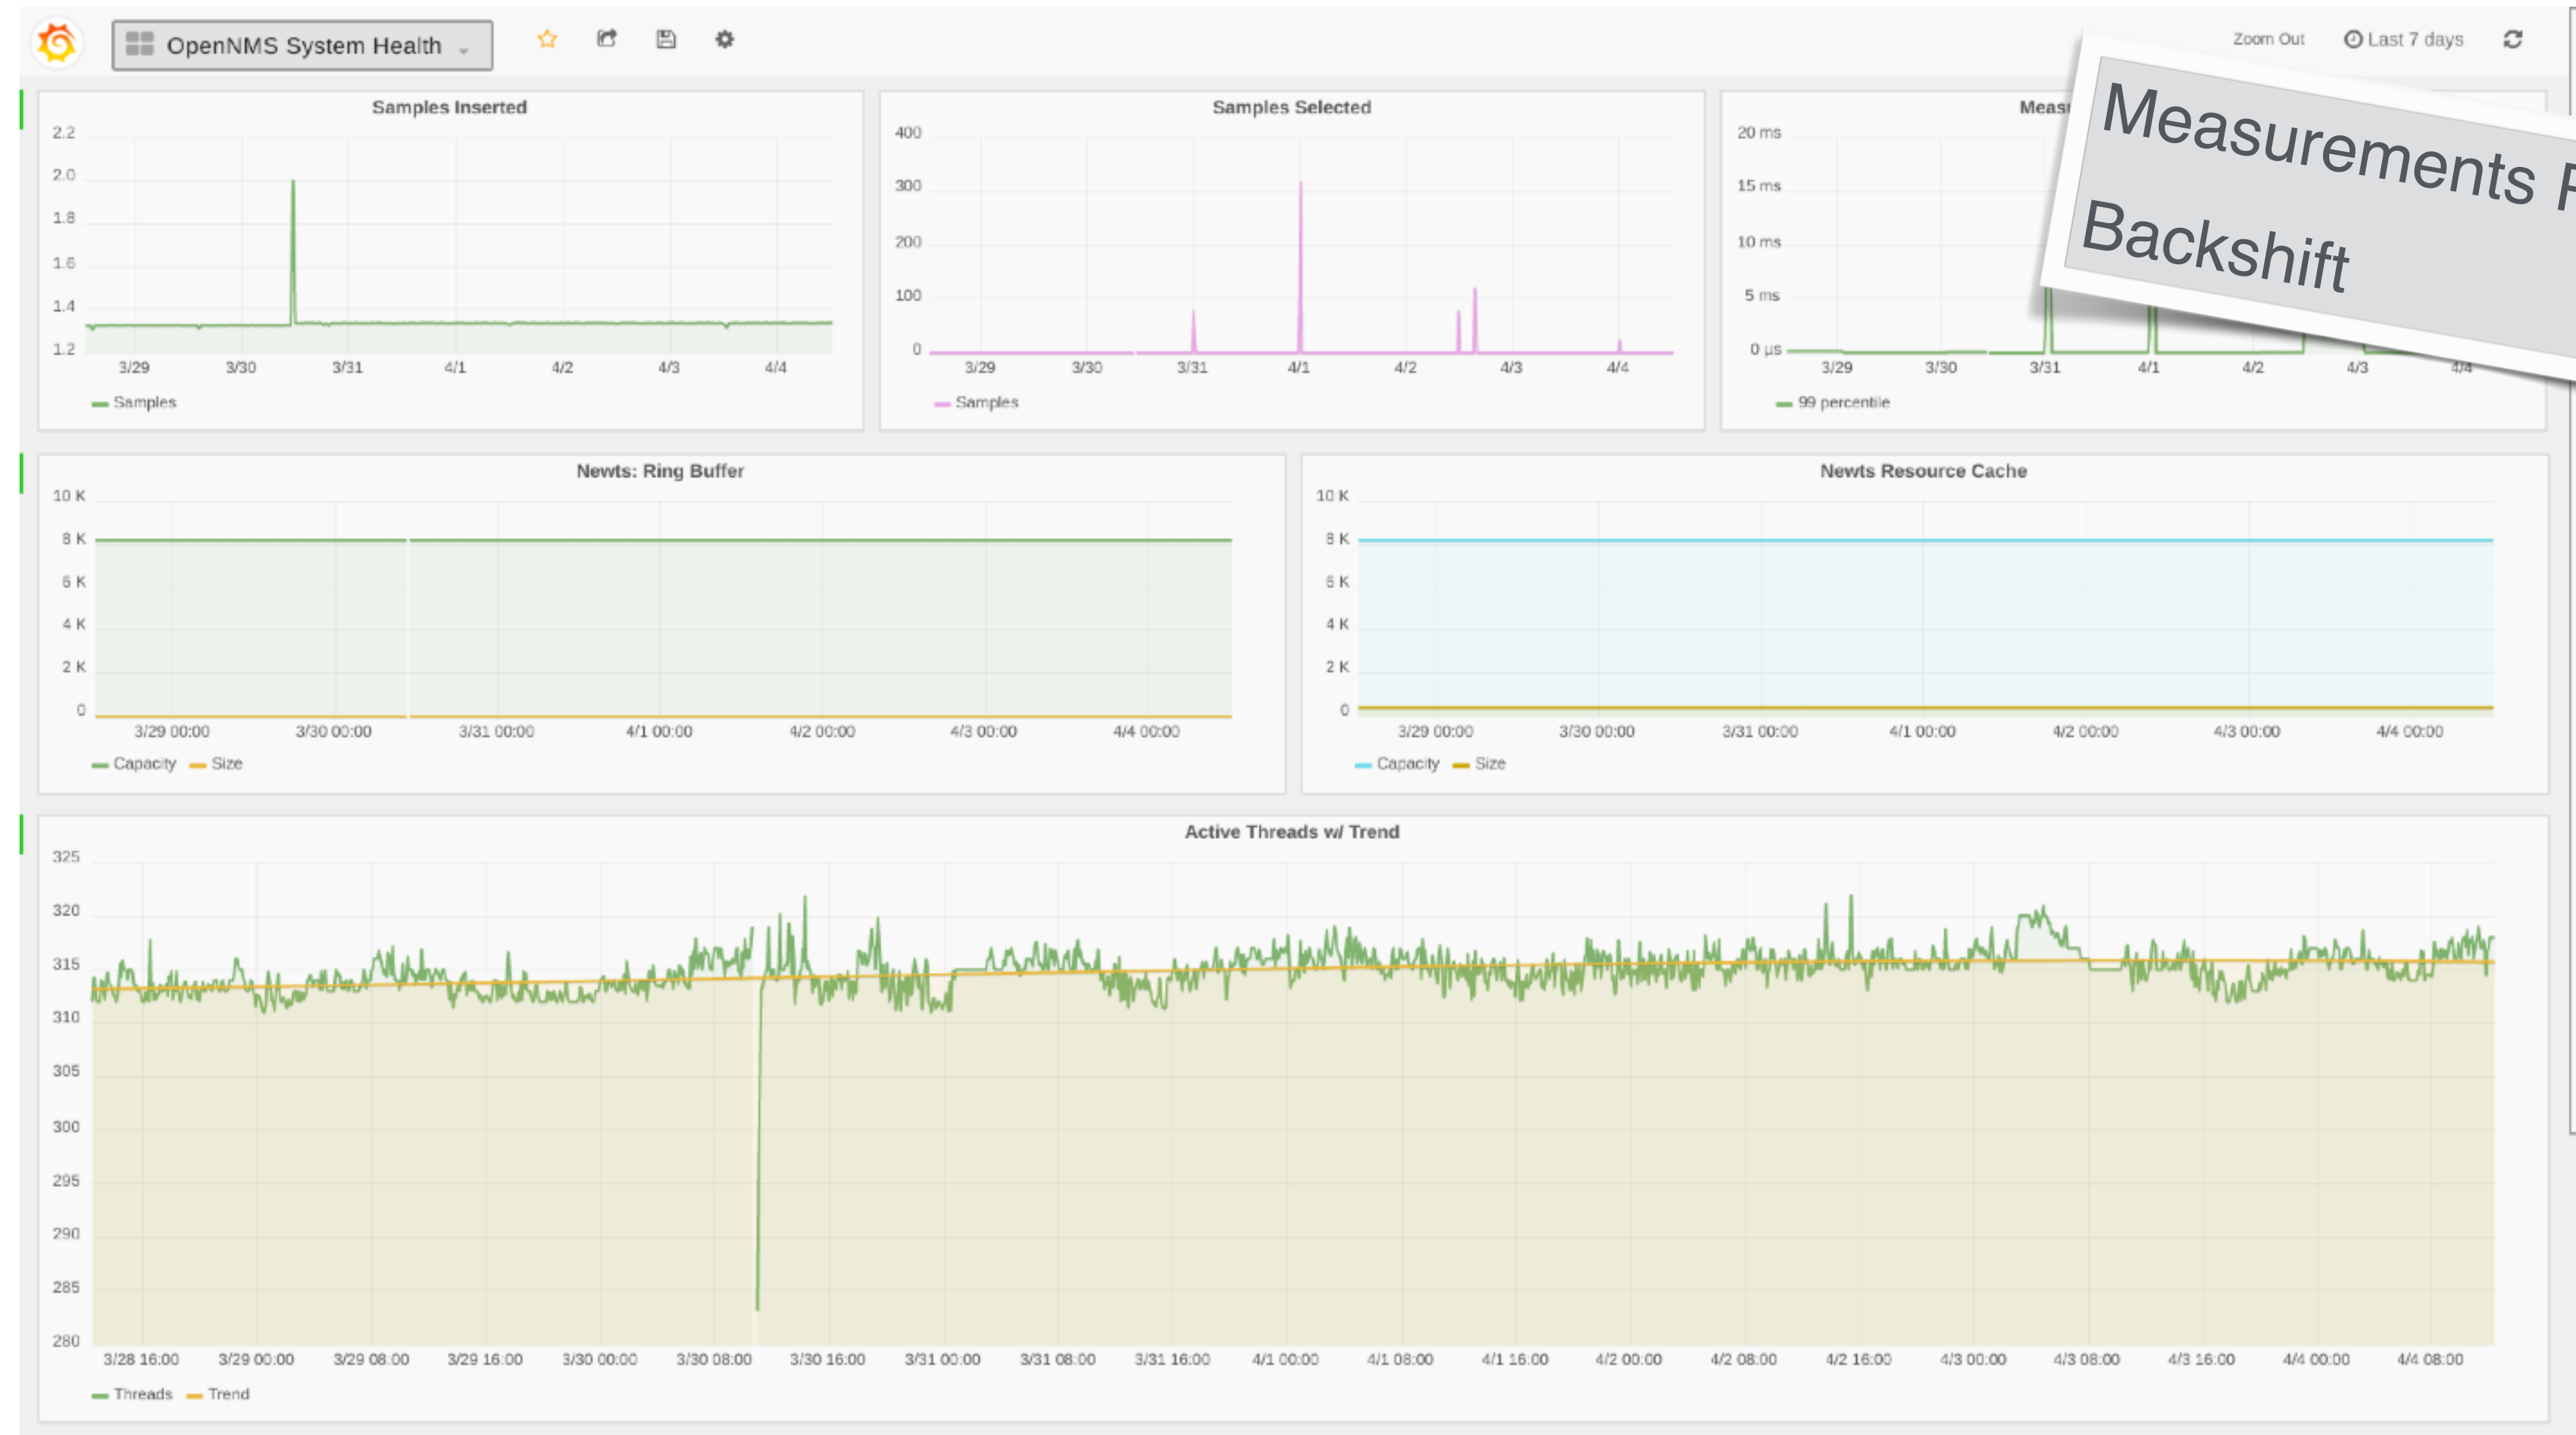 OpenNMS System Health
Zoom Out
Last 7 days
Measurements
Backshift
Samples Inserted
2.2
2.0
1.8
1.6
1.4
1.2
3/29 3/30 3/31 4/1 4/2 4/3 4/4
Samples
Samples Selected
400
300
200
100
0
3/29 3/30 3/31 4/1 4/2 4/3 4/4
Samples
20 ms
15 ms
10 ms
5 ms
0 µs
3/29 3/30 3/31 4/1 4/2 4/3 4/4
99 percentile
Newts: Ring Buffer
10 K
8 K
6 K
4 K
2 K
0
3/29 00:00 3/30 00:00 3/31 00:00 4/1 00:00 4/2 00:00 4/3 00:00 4/4 00:00
Capacity Size
Newts Resource Cache
10 K
8 K
6 K
4 K
2 K
0
3/29 00:00 3/30 00:00 3/31 00:00 4/1 00:00 4/2 00:00 4/3 00:00 4/4 00:00
Capacity Size
Active Threads w/ Trend
325
320
315
310
305
300
295
290
285
280
3/28 16:00 3/29 00:00 3/29 08:00 3/29 16:00 3/30 00:00 3/30 08:00 3/30 16:00 3/31 00:00 3/31 08:00 3/31 16:00 4/1 00:00 4/1 08:00 4/1 16:00 4/2 00:00 4/2 08:00 4/2 16:00 4/3 00:00 4/3 08:00 4/3 16:00 4/4 00:00 4/4 08:00
Threads Trend